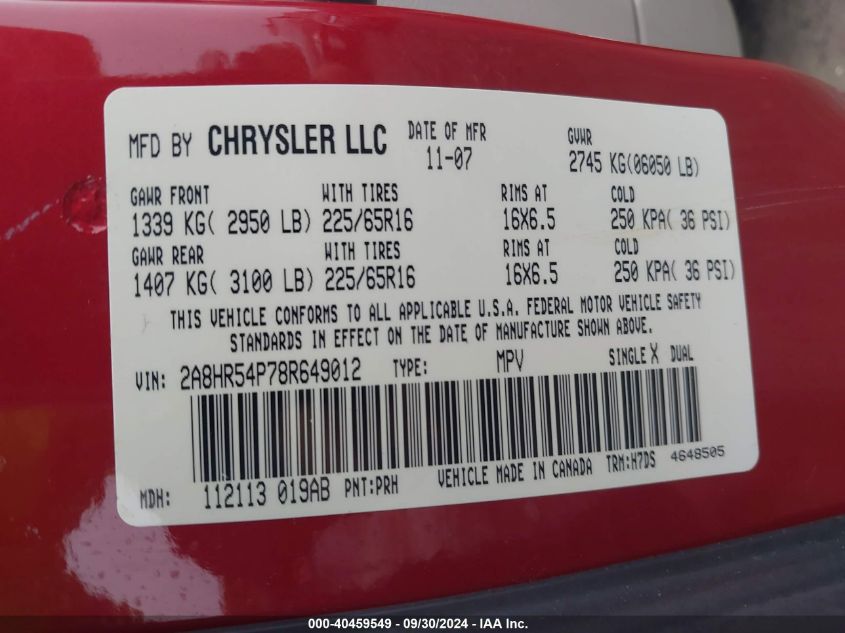 MFD BY CHRYSLER LLC DATE OF MFR 11-07 GVWR 2745 KG(06050 LB)
GAWR FRONT WITH TIRES RIMS AT COLD
1339 KG( 2950 LB) 225/65R16 16X6.5 250 KPA( 36 PSI)
GAWR REAR WITH TIRES RIMS AT COLD
1407 KG( 3100 LB) 225/65R16 16X6.5 250 KPA( 36 PSI)
THIS VEHICLE CONFORMS TO ALL APPLICABLE U.S.A. FEDERAL MOTOR VEHICLE SAFETY
STANDARDS IN EFFECT ON THE DATE OF MANUFACTURE SHOWN ABOVE.
VIN: 2A8HR54P78R649012 TYPE: MPV SINGLE X DUAL
MDH: 112113 019AB PNT:PRH VEHICLE MADE IN CANADA TRM:H7DS 4648505
000-40459549 - 09/30/2024 - IAA Inc.